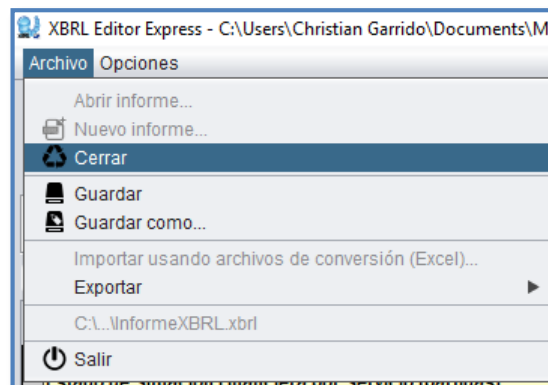 XBRL Editor Express - C:\Users\Christian Garrido\Documents\M
Archivo Opciones
Abrir informe...
Nuevo informe...
Cerrar
Guardar
Guardar como...
Importar usando archivos de conversión (Excel)...
Exportar
C:\...\InformeXBRL.xbrl
Salir